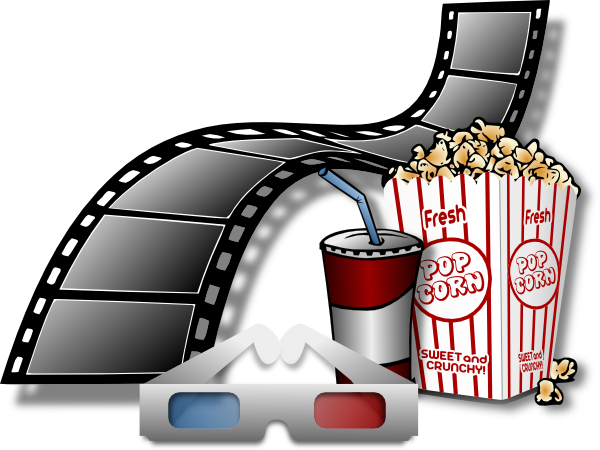 Fresh
POP
CORN
SWEET and
CRUNCHY!
Fresh
POP
CORN
SWEET and
CRUNCHY!